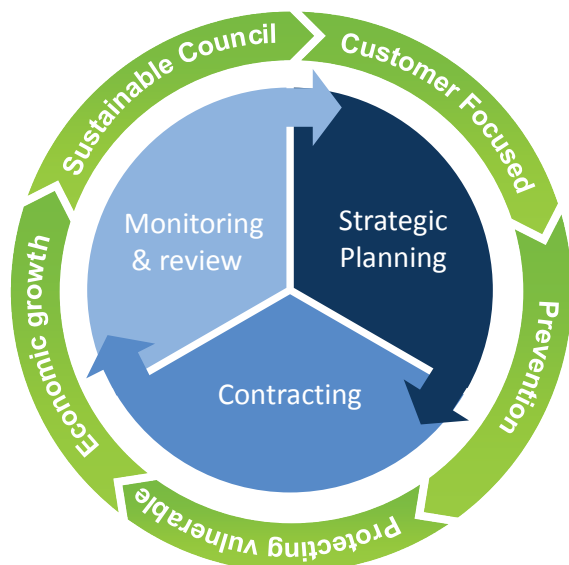 Sustainable Council
Customer Focused
Prevention
Protecting vulnerable
Economic growth
Monitoring
& review
Strategic
Planning
Contracting